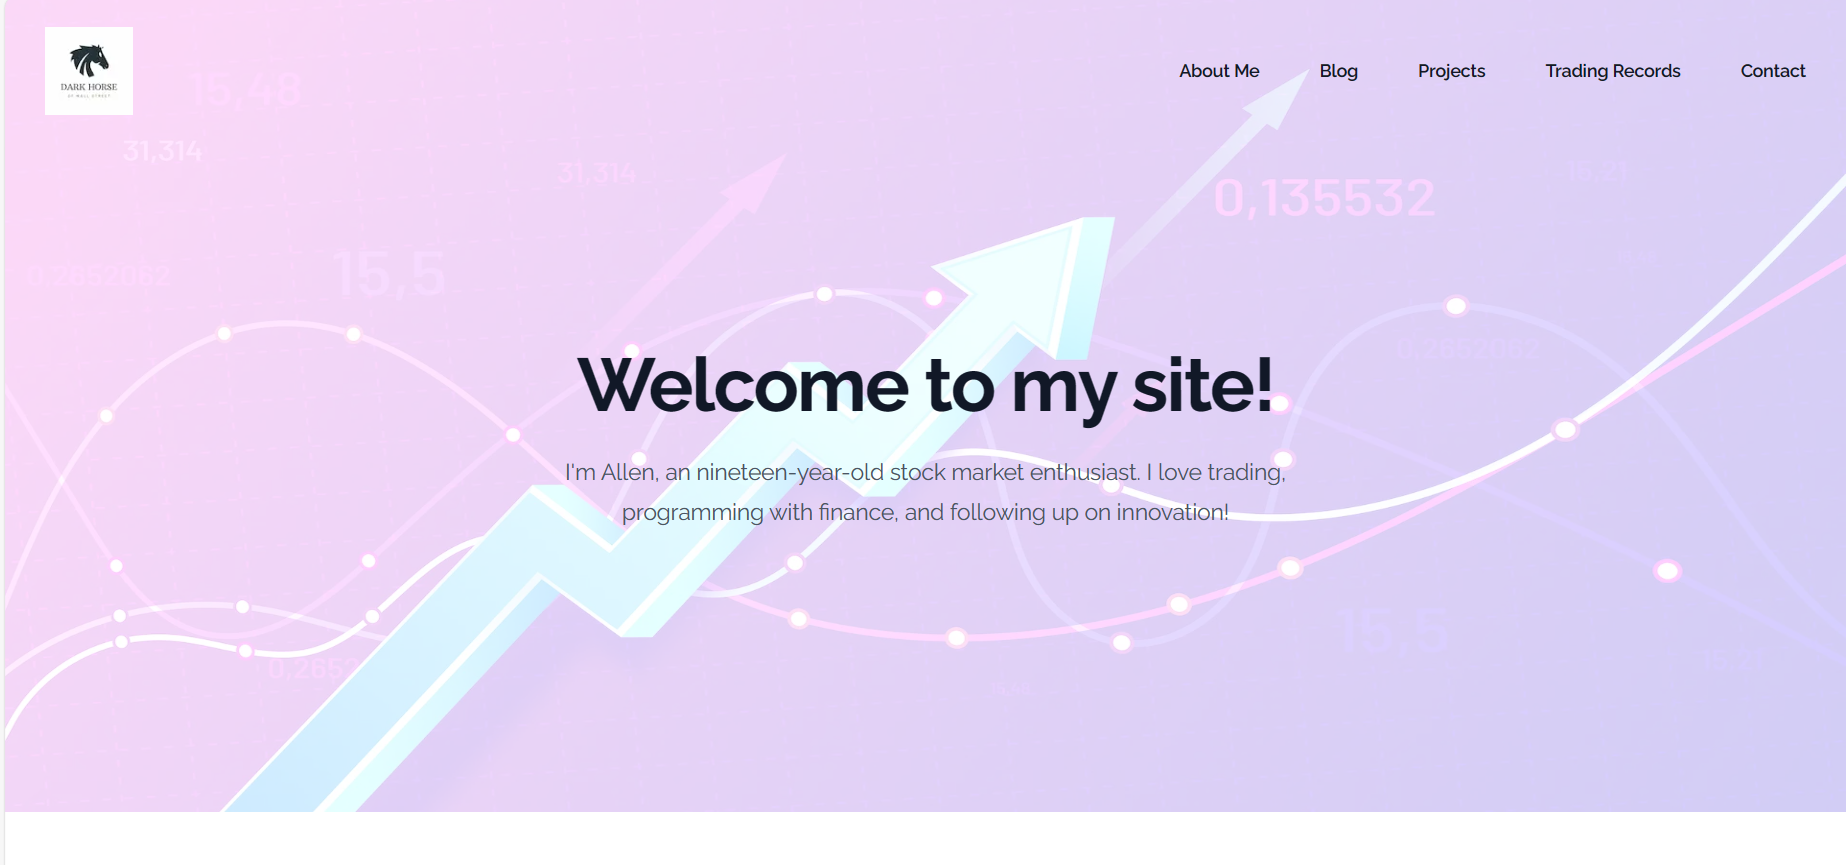 DARK HORSE
OF WALL STREET
About Me
Blog
Projects
Trading Records
Contact
15,48
31,314
31,314
0,135532
15,21
0,2652062
15,5
0,2652062
Welcome to my site!
I'm Allen, an nineteen-year-old stock market enthusiast. I love trading,
programming with finance, and following up on innovation!
15,5
0,2652